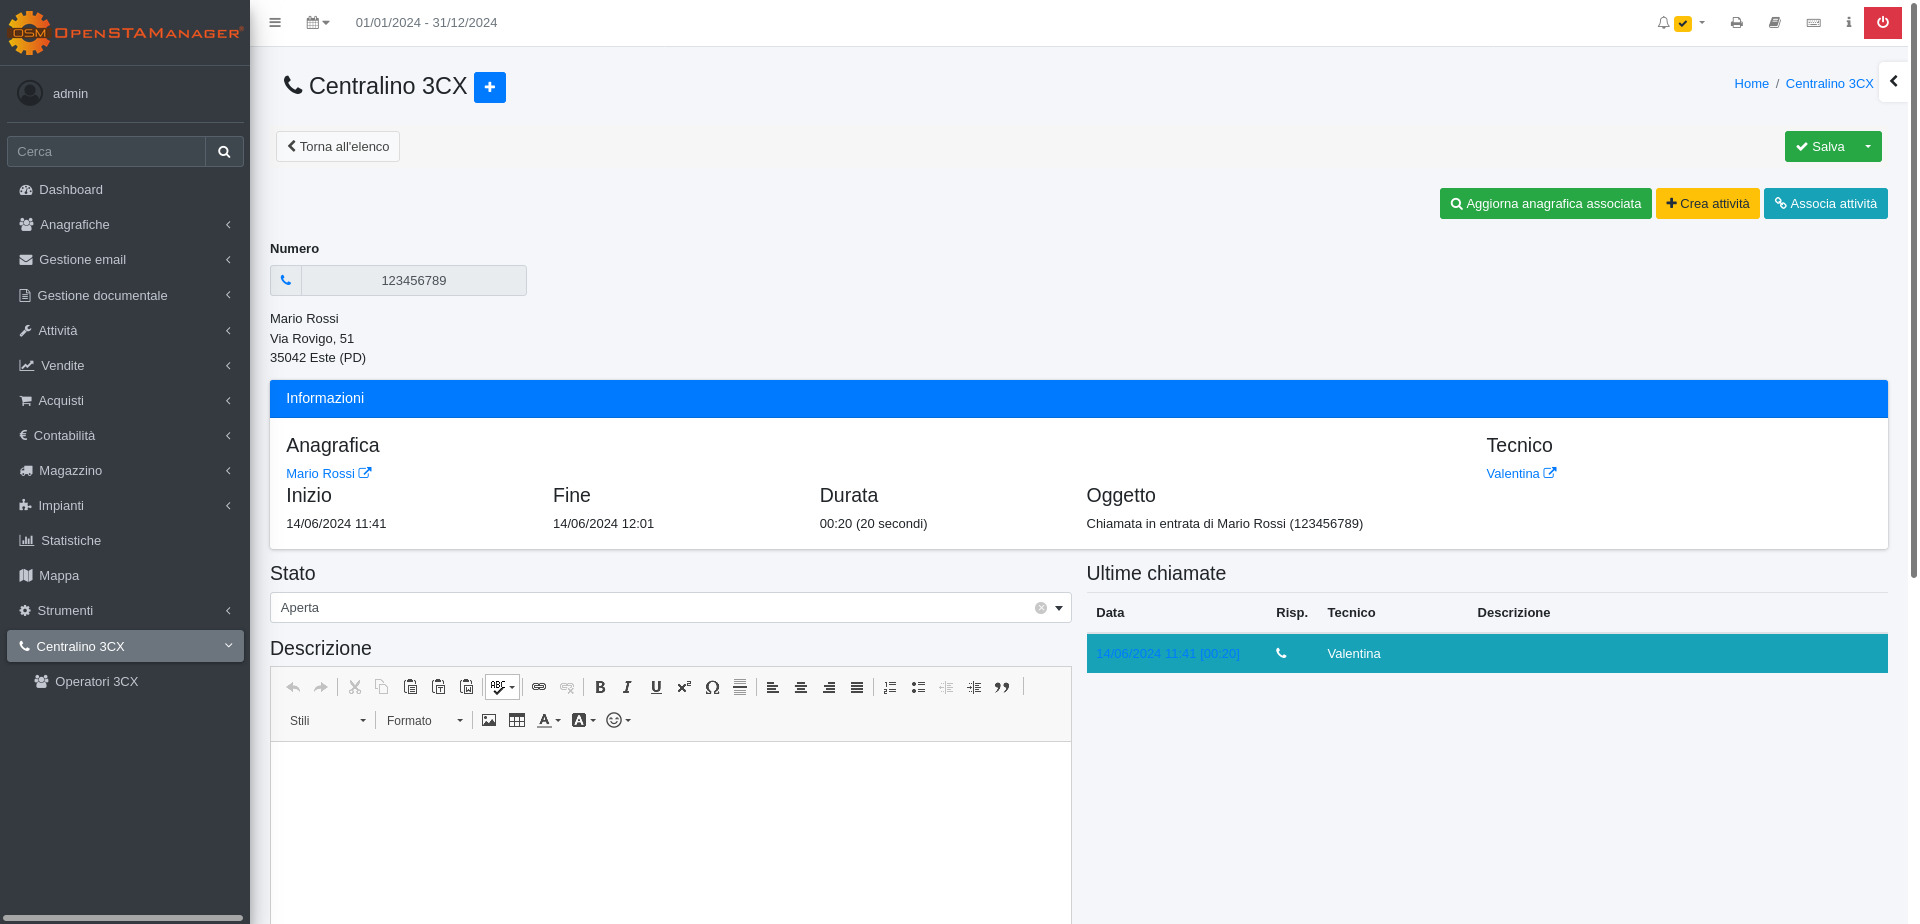 OSM OpenSTAManager®
01/01/2024 - 31/12/2024
admin
Cerca
Dashboard
Anagrafiche
Gestione email
Gestione documentale
Attività
Vendite
Acquisti
Contabilità
Magazzino
Impianti
Statistiche
Mappa
Strumenti
Centralino 3CX
Operatori 3CX
Centralino 3CX
Home / Centralino 3CX
Torna all'elenco
Salva
Aggiorna anagrafica associata
Crea attività
Associa attività
Numero
123456789
Mario Rossi
Via Rovigo, 51
35042 Este (PD)
Informazioni
Anagrafica
Tecnico
Mario Rossi
Valentina
Inizio
Fine
Durata
Oggetto
14/06/2024 11:41
14/06/2024 12:01
00:20 (20 secondi)
Chiamata in entrata di Mario Rossi (123456789)
Stato
Aperta
Descrizione
Stili
Formato
Ultime chiamate
Data Risp. Tecnico Descrizione
14/06/2024 11:41 [00:20] Valentina